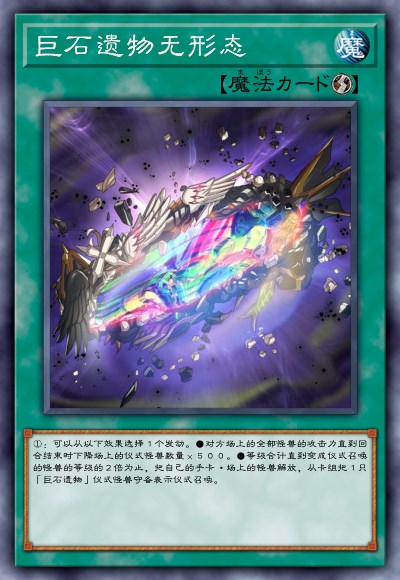 巨石遗物无形态
魔
【魔法カード】
まほう
①：可以从以下效果选择１个发动。●对方场上的全部怪兽的攻击力直到回
合结束时下降场上的仪式怪兽数量×５００。●等级合计直到变成仪式召唤
的怪兽的等级的２倍为止，把自己的手卡·场上的怪兽解放，从卡组把１只
「巨石遗物」仪式怪兽守备表示仪式召唤。